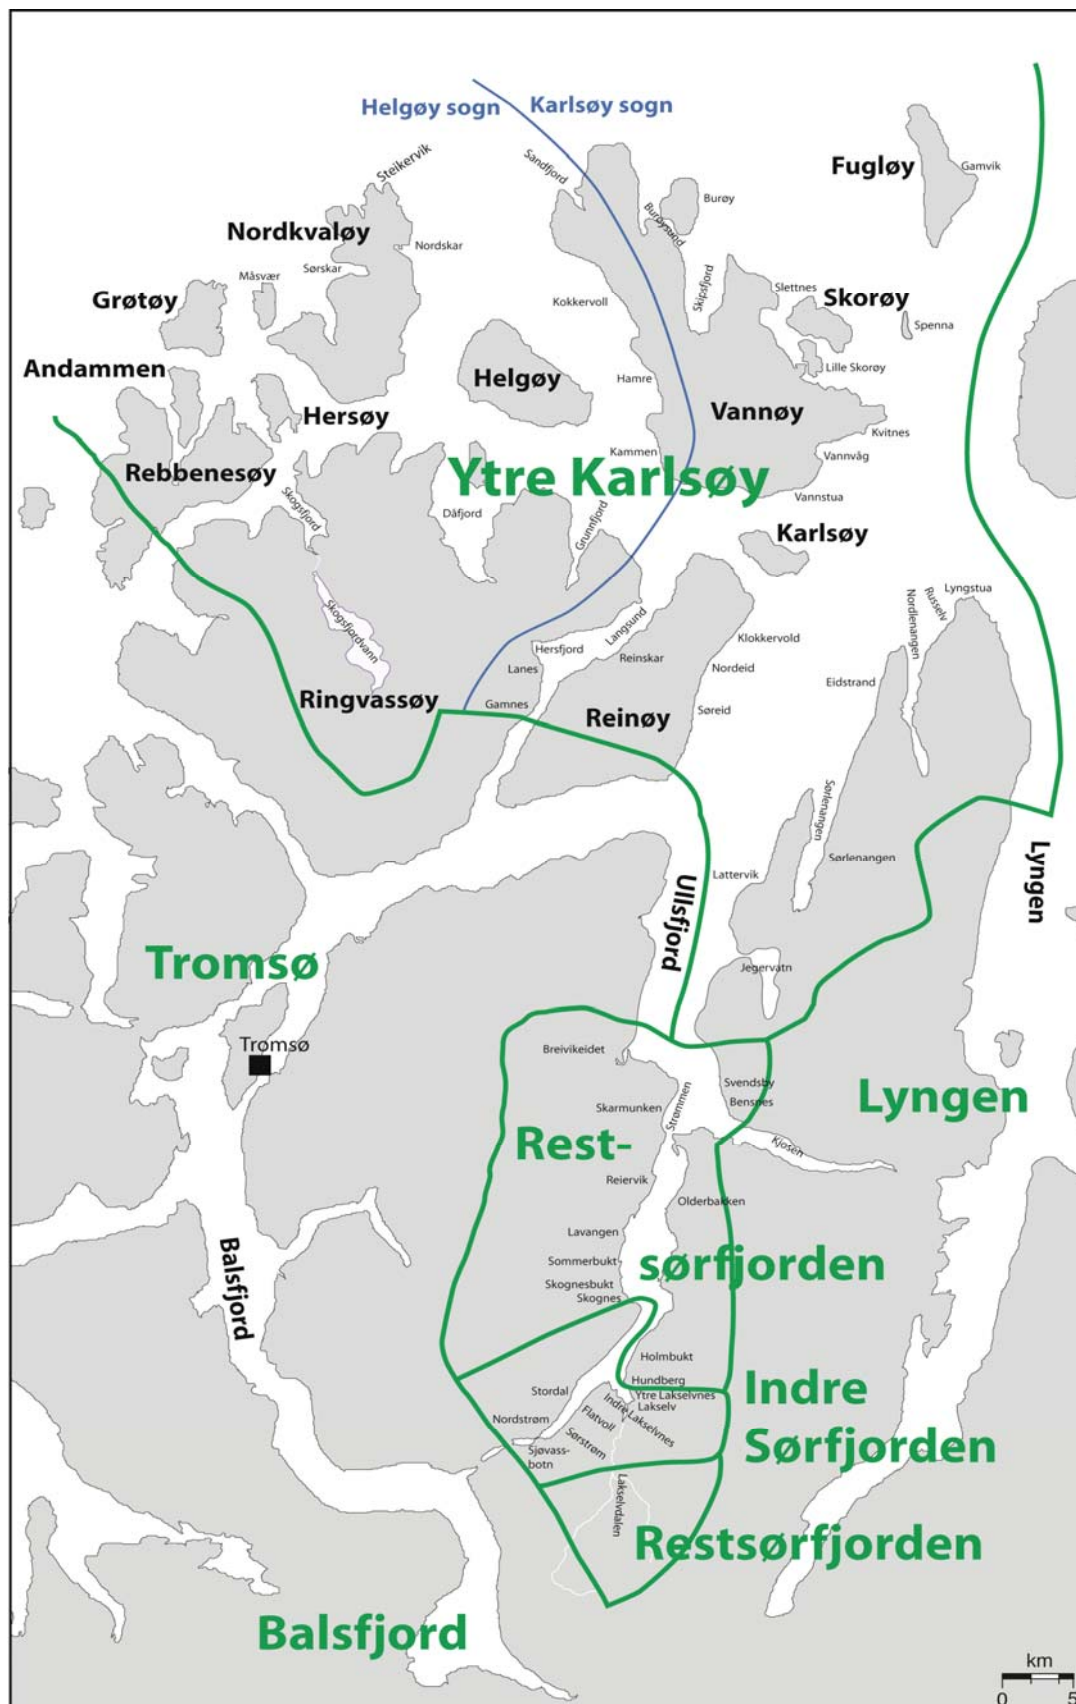 Helgøy sogn
Karlsøy sogn
Steikervik
Sandfjord
Fugløy
Gamvik
Burøy
Burøysund
Nordkvaløy
Nordskar
Sørskar
Måsvær
Grøtøy
Kokkervoll
Skipsfjord
Slettnes
Skorøy
Spenna
Andammen
Helgøy
Hamre
Lille Skorøy
Hersøy
Vannøy
Kvitnes
Rebbenesøy
Kammen
Vannvåg
Ytre Karlsøy
Skogsfjord
Dåfjord
Grunnfjord
Vannstua
Karlsøy
Lyngstua
Russelv
Nordlenangen
Skogsfjordvann
Langsund
Klokkervold
Hersfjord
Reinskar
Lanes
Nordeid
Eidstrand
Ringvassøy
Gamnes
Reinøy
Søreid
Sørlenangen
Sørlenangen
Lyngen
Lattervik
Ullsfjord
Tromsø
Jegervatn
Tromsø
Breivikeidet
Svendsby
Bensnes
Lyngen
Skarmunken
Strømmen
Rest-
Kjosen
Reiervik
Olderbakken
Lavangen
Balsfjord
Sommerbukt
sørfjorden
Skognesbukt
Skognes
Holmbukt
Hundberg
Indre
Sørfjorden
Stordal
Ytre Lakselvnes
Lakselv
Indre Lakselvnes
Flatvoll
Nordstrøm
Sørstrøm
Sjøvass-
botn
Lakselvdalen
Restsørfjorden
Balsfjord
km
0 5